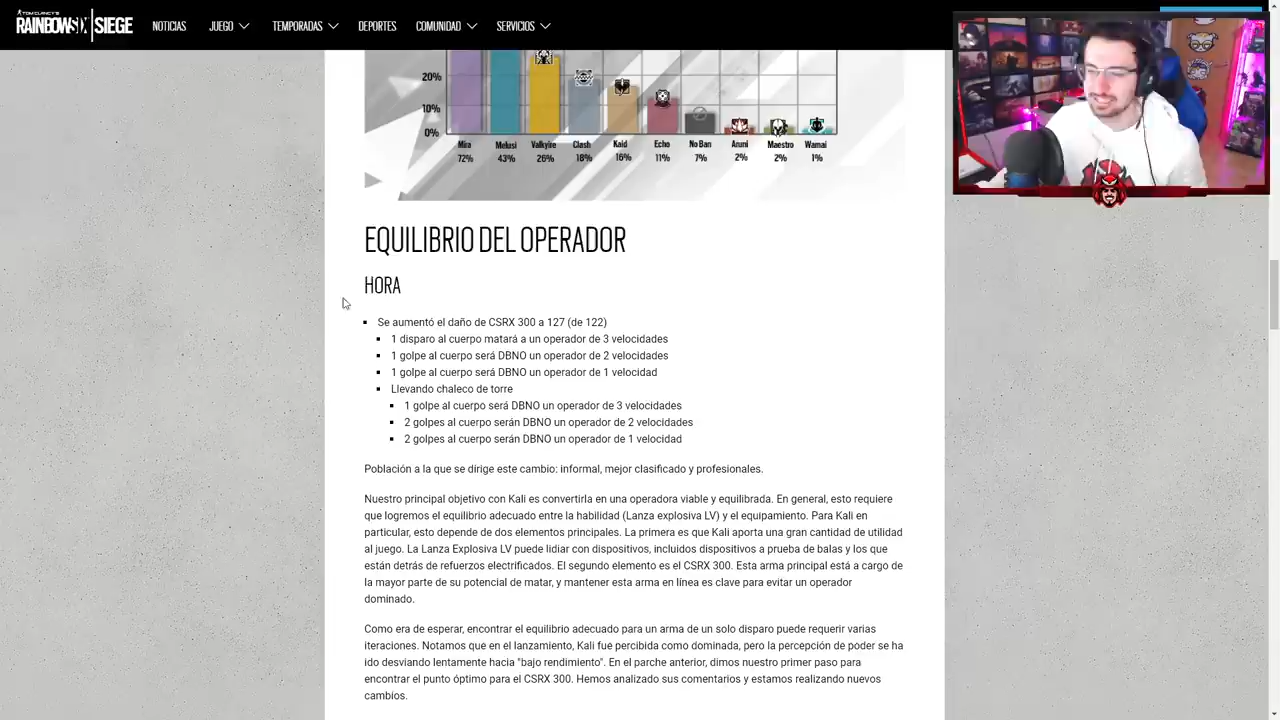 TOM CLANCY'S
RAINBOW SIX | SIEGE NOTICIAS JUEGO TEMPORADAS DEPORTES COMUNIDAD SERVICIOS
20%
10%
0%
Mira Melusi Valkyire Clash Kaid Echo No Ban Aruni Maestro Wamai
72% 43% 26% 18% 16% 11% 7% 2% 2% 1%
EQUILIBRIO DEL OPERADOR
HORA
Se aumentó el daño de CSRX 300 a 127 (de 122)
1 disparo al cuerpo matará a un operador de 3 velocidades
1 golpe al cuerpo será DBNO un operador de 2 velocidades
1 golpe al cuerpo será DBNO un operador de 1 velocidad
Llevando chaleco de torre
1 golpe al cuerpo será DBNO un operador de 3 velocidades
2 golpes al cuerpo serán DBNO un operador de 2 velocidades
2 golpes al cuerpo serán DBNO un operador de 1 velocidad
Población a la que se dirige este cambio: informal, mejor clasificado y profesionales.
Nuestro principal objetivo con Kali es convertirla en una operadora viable y equilibrada. En general, esto requiere
que logremos el equilibrio adecuado entre la habilidad (Lanza explosiva LV) y el equipamiento. Para Kali en
particular, esto depende de dos elementos principales. La primera es que Kali aporta una gran cantidad de utilidad
al juego. La Lanza Explosiva LV puede lidiar con dispositivos, incluidos dispositivos a prueba de balas y los que
están detrás de refuerzos electrificados. El segundo elemento es el CSRX 300. Esta arma principal está a cargo de
la mayor parte de su potencial de matar, y mantener esta arma en línea es clave para evitar un operador
dominado.
Como era de esperar, encontrar el equilibrio adecuado para un arma de un solo disparo puede requerir varias
iteraciones. Notamos que en el lanzamiento, Kali fue percibida como dominada, pero la percepción de poder se ha
ido desviando lentamente hacia "bajo rendimiento". En el parche anterior, dimos nuestro primer paso para
encontrar el punto óptimo para el CSRX 300. Hemos analizado sus comentarios y estamos realizando nuevos
cambios.